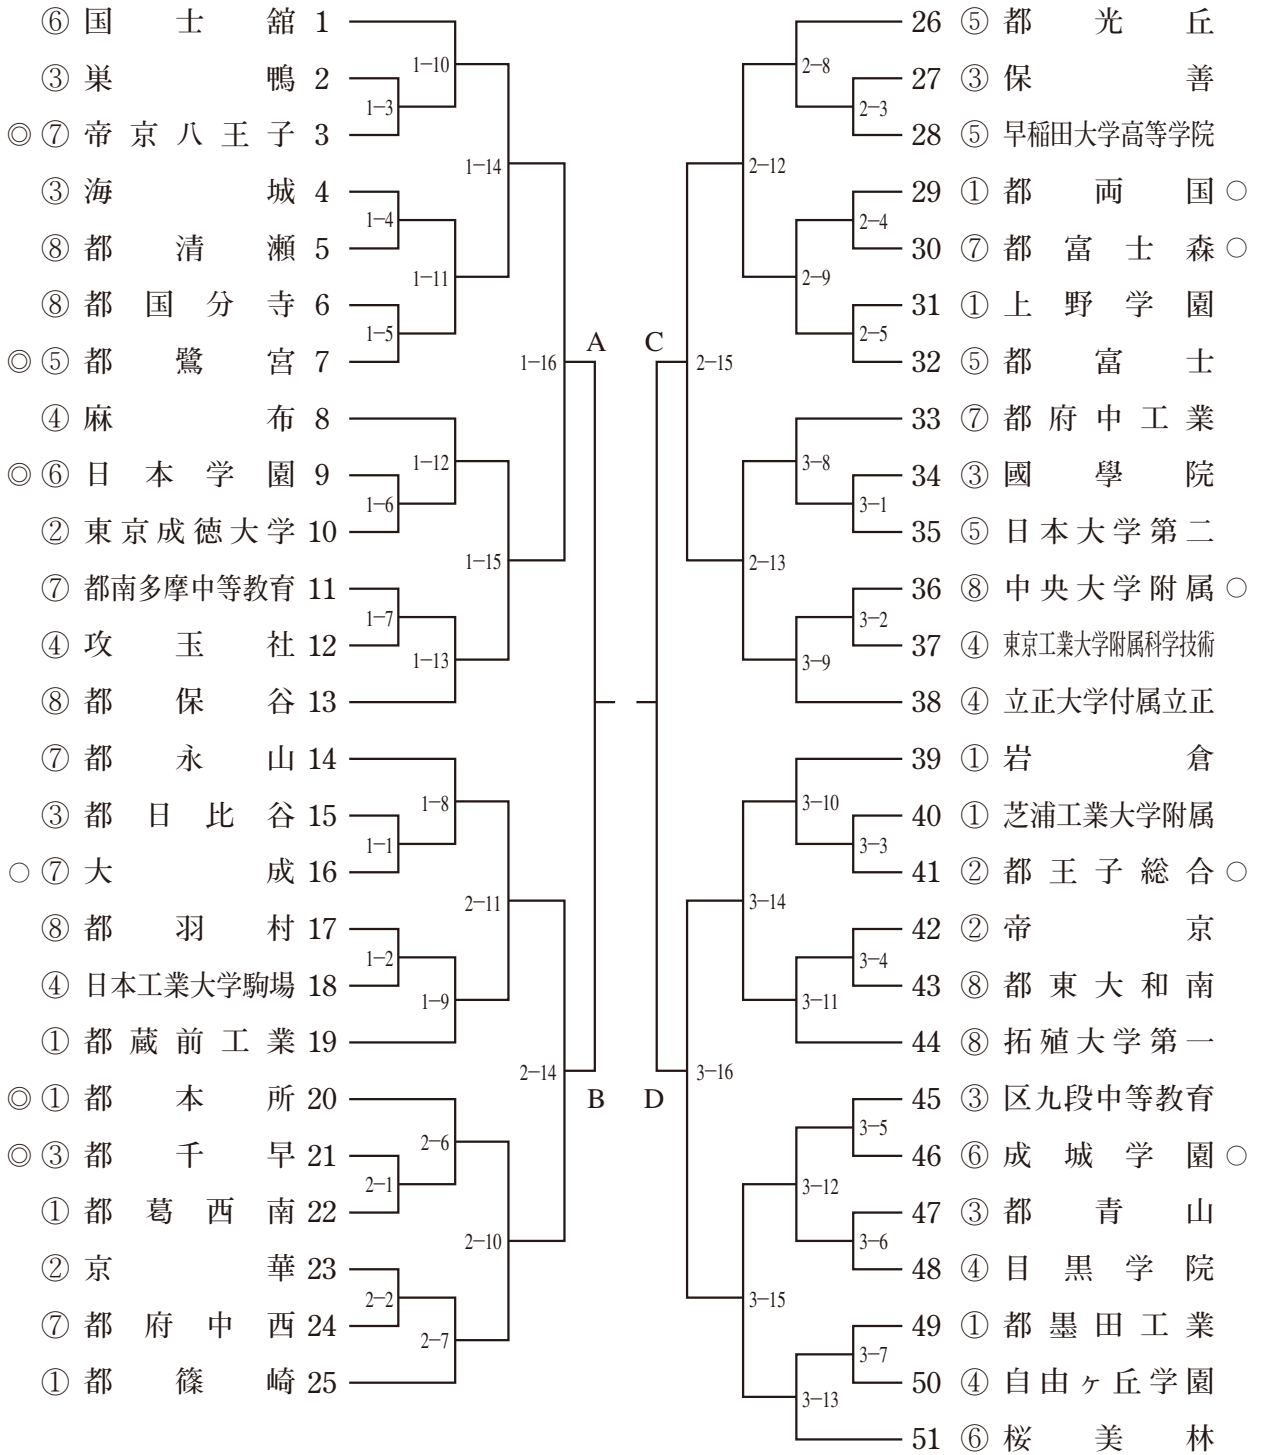 ⑥ 国士舘 1
③ 巣鴨 2
◎ ⑦ 帝京八王子 3
③ 海城 4
⑧ 都清瀬 5
⑧ 都国分寺 6
◎ ⑤ 都鷺宮 7
④ 麻布 8
◎ ⑥ 日本学園 9
② 東京成徳大学 10
⑦ 都南多摩中等教育 11
④ 攻玉社 12
⑧ 都保谷 13
⑦ 都永山 14
③ 都日比谷 15
○ ⑦ 大成 16
⑧ 都羽村 17
④ 日本工業大学駒場 18
① 都蔵前工業 19
◎ ① 都本所 20
◎ ③ 都千早 21
① 都葛西南 22
② 京華 23
⑦ 都府中西 24
① 都篠崎 25
1-10
1-3
1-14
1-4
1-11
1-5
1-16
1-12
1-6
1-15
1-7
1-13
1-8
1-1
2-11
1-2
1-9
2-14
2-6
2-1
2-10
2-2
2-7
A
B
C
D
2-8
2-3
2-12
2-4
2-9
2-5
2-15
3-8
3-1
2-13
3-2
3-9
3-10
3-3
3-14
3-4
3-11
3-16
3-5
3-12
3-6
3-15
3-7
3-13
26 ⑤ 都光丘
27 ③ 保善
28 ⑤ 早稲田大学高等学院
29 ① 都両国 ○
30 ⑦ 都富士森 ○
31 ① 上野学園
32 ⑤ 都富士
33 ⑦ 都府中工業
34 ③ 國學院
35 ⑤ 日本大学第二
36 ⑧ 中央大学附属 ○
37 ④ 東京工業大学附属科学技術
38 ④ 立正大学付属立正
39 ① 岩倉
40 ① 芝浦工業大学附属
41 ② 都王子総合 ○
42 ② 帝京
43 ⑧ 都東大和南
44 ⑧ 拓殖大学第一
45 ③ 区九段中等教育
46 ⑥ 成城学園 ○
47 ③ 都青山
48 ④ 目黒学院
49 ① 都墨田工業
50 ④ 自由ヶ丘学園
51 ⑥ 桜美林